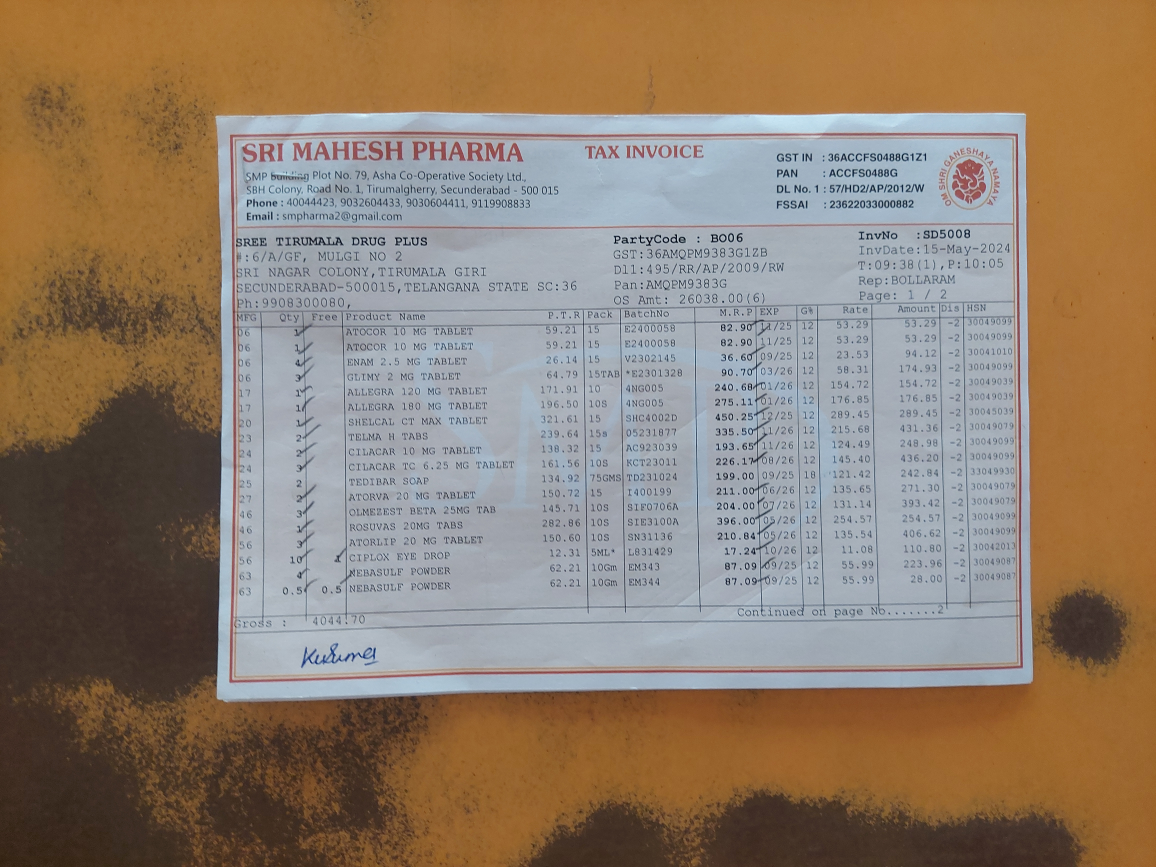 SRI MAHESH PHARMA TAX INVOICE
SMP building Plot No. 79, Asha Co-Operative Society Ltd.,
SBH Colony, Road No. 1, Tirumalgherry, Secunderabad - 500 015
Phone : 40044423, 9032604433, 9030604411, 9119908833
Email : smpharma2@gmail.com
GST IN : 36ACCFS0488G1Z1
PAN : ACCFS0488G
DL No. 1 : 57/HD2/AP/2012/W
FSSAI : 23622033000882
OM SHRI GANESHAYA NAMAYA
SREE TIRUMALA DRUG PLUS
#:6/A/GF, MULGI NO 2
SRI NAGAR COLONY,TIRUMALA GIRI
SECUNDERABAD-500015,TELANGANA STATE SC:36
Ph:9908300080,
PartyCode : BO06
GST:36AMQPM9383G1ZB
Dl1:495/RR/AP/2009/RW
Pan:AMQPM9383G
OS Amt: 26038.00(6)
InvNo :SD5008
InvDate:15-May-2024
T:09:38(1),P:10:05
Rep:BOLLARAM
Page: 1 / 2
MFG Qty Free Product Name P.T.R Pack BatchNo M.R.P EXP G% Rate Amount Dis HSN
06 1 ATOCOR 10 MG TABLET 59.21 15 E2400058 82.90 11/25 12 53.29 53.29 -2 30049099
06 1 ATOCOR 10 MG TABLET 59.21 15 E2400058 82.90 11/25 12 53.29 53.29 -2 30049099
06 ENAM 2.5 MG TABLET 26.14 15 V2302145 36.60 09/25 12 23.53 94.12 -2 30041010
06 3 GLIMY 2 MG TABLET 64.79 15TAB *E2301328 90.70 03/26 12 58.31 174.93 -2 30049099
17 1 ALLEGRA 120 MG TABLET 171.91 10 4NG005 240.68 01/26 12 154.72 154.72 -2 30049039
17 1 ALLEGRA 180 MG TABLET 196.50 10S 4NG005 275.11 01/26 12 176.85 176.85 -2 30049039
20 1 SHELCAL CT MAX TABLET 321.61 15 SHC4002D 450.25 12/25 12 289.45 289.45 -2 30045039
23 2 TELMA H TABS 239.64 15s 05231877 335.50 11/26 12 215.68 431.36 -2 30049079
24 2 CILACAR 10 MG TABLET 138.32 15 AC923039 193.65 11/26 12 124.49 248.98 -2 30049099
24 3 CILACAR TC 6.25 MG TABLET 161.56 10S KCT23011 226.17 08/26 12 145.40 436.20 -2 30049099
25 2 TEDIBAR SOAP 134.92 75GMS TD231024 199.00 09/25 18 121.42 242.84 -2 33049930
27 2 ATORVA 20 MG TABLET 150.72 15 I400199 211.00 06/26 12 135.65 271.30 -2 30049079
46 3 OLMEZEST BETA 25MG TAB 145.71 10S SIF0706A 204.00 07/26 12 131.14 393.42 -2 30049079
46 1 ROSUVAS 20MG TABS 282.86 10S SIE3100A 396.00 05/26 12 254.57 254.57 -2 30049099
56 3 ATORLIP 20 MG TABLET 150.60 10S SN31136 210.84 05/26 12 135.54 406.62 -2 30049099
56 10 CIPLOX EYE DROP 12.31 5ML* L831429 17.24 10/26 12 11.08 110.80 -2 30042013
63 4 NEBASULF POWDER 62.21 10Gm EM343 87.09 09/25 12 55.99 223.96 -2 30049087
63 0.5 0.5 NEBASULF POWDER 62.21 10Gm EM344 87.09 09/25 12 55.99 28.00 -2 30049087
Continued on page No.......2
Gross : 4044.70
Kusuma